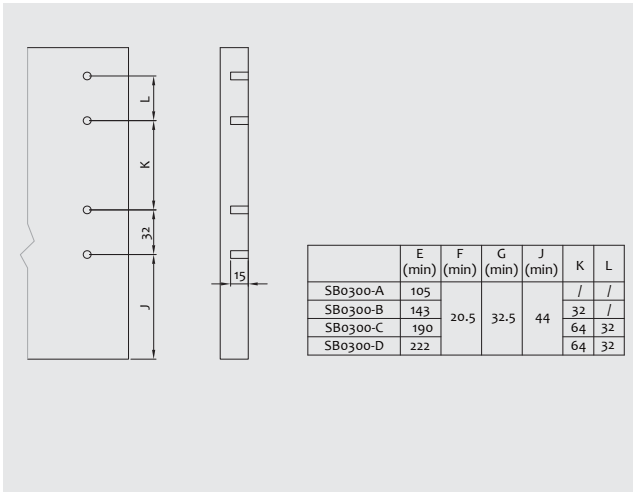 L
K
32
J
15
E F G J K L
(min) (min) (min) (min)
SB0300-A 105 20.5 32.5 44 / /
SB0300-B 143 32 /
SB0300-C 190 64 32
SB0300-D 222 64 32